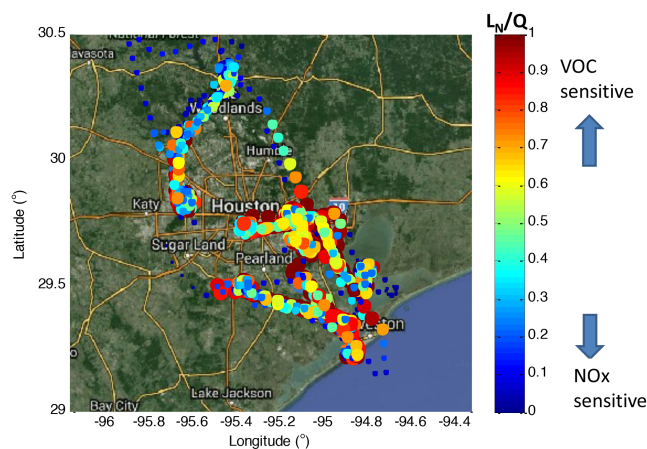 L_N/Q
30.5
National Forest
avasota
1
VOC
sensitive
0.9
0.8
Woodlands
0.7
30
Humble
0.6
Latitude (°)
Katy
Houston
0.5
Sugar Land
Pearland
0.4
29.5
0.3
0.2
veston
0.1
NOx
sensitive
Lake Jackson
Bay City
29
0
-96
-95.8
-95.6
-95.4
-95.2
-95
-94.8
-94.6
-94.4
Longitude (°)